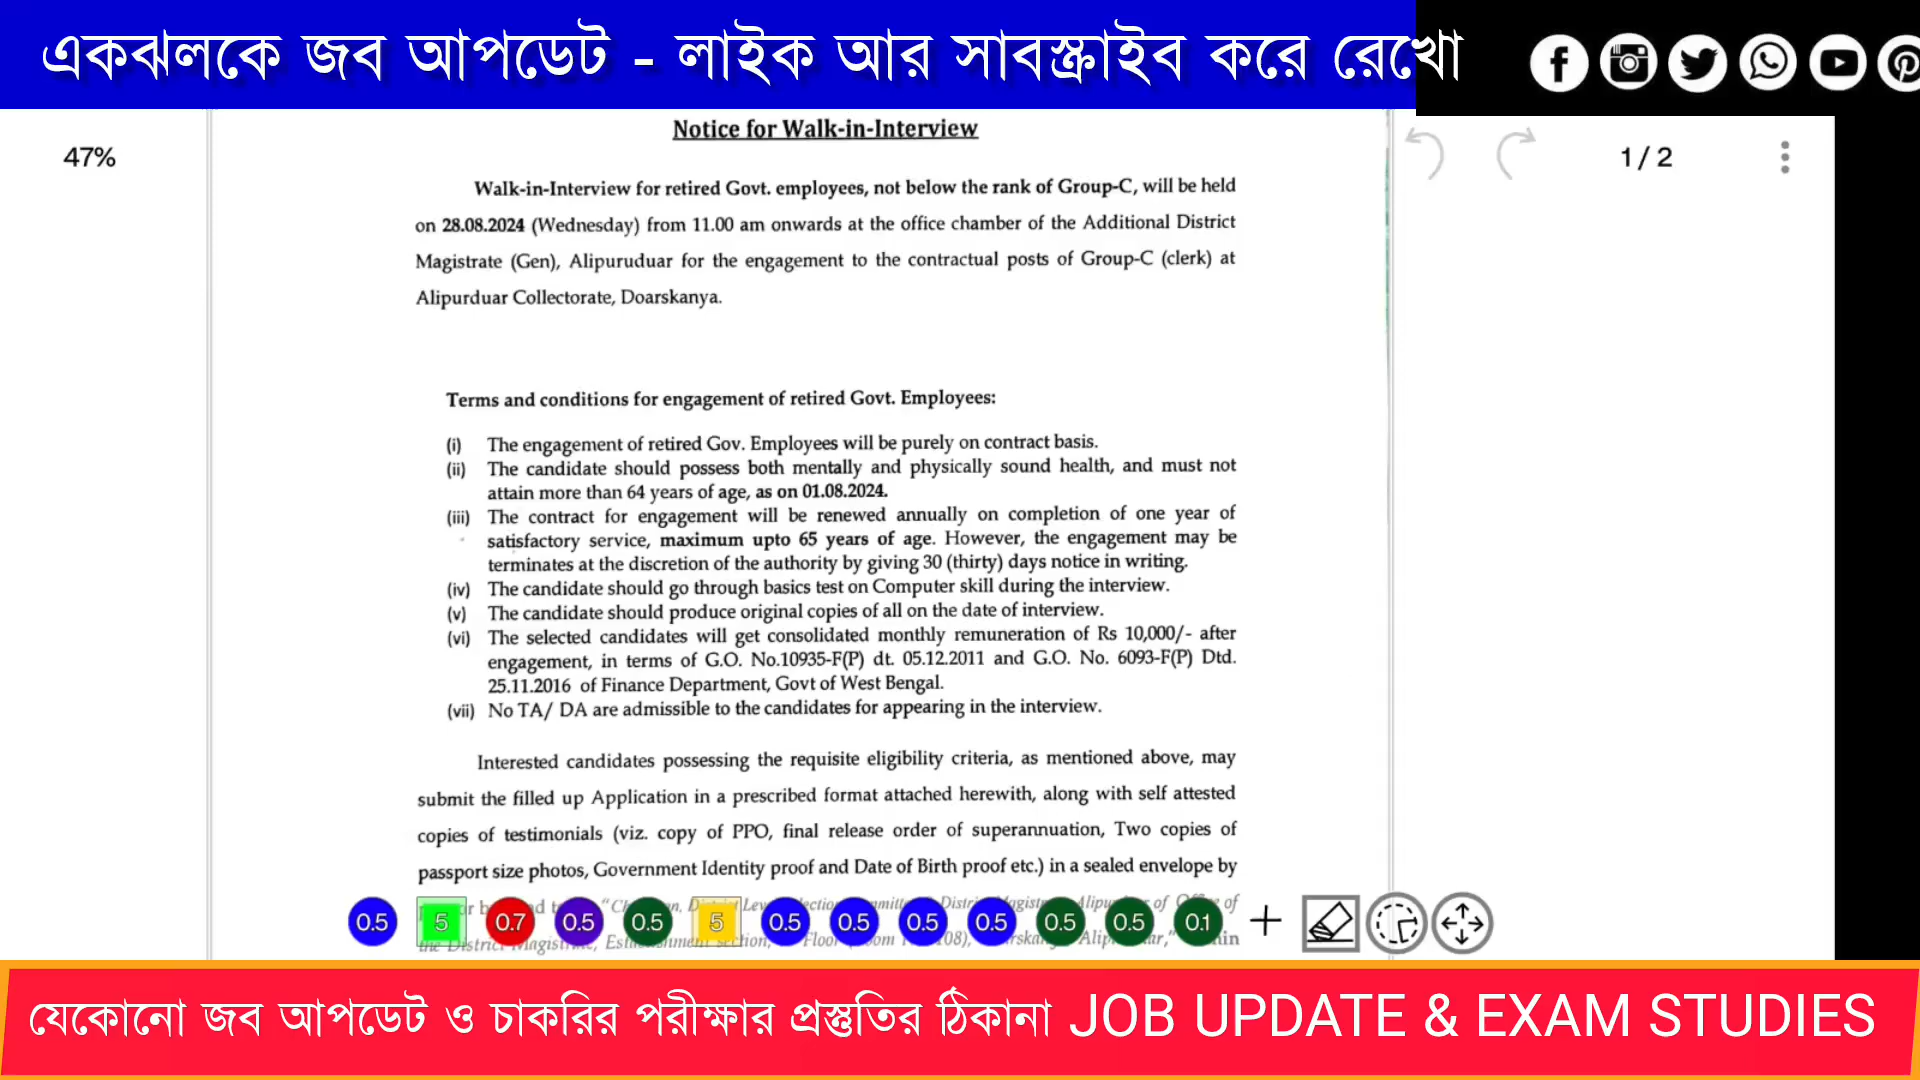 একঝলকে জব আপডেট - লাইক আর সাবস্ক্রাইব করে রেখো
47%
1 / 2
Notice for Walk-in-Interview
Walk-in-Interview for retired Govt. employees, not below the rank of Group-C, will be held
on 28.08.2024 (Wednesday) from 11.00 am onwards at the office chamber of the Additional District
Magistrate (Gen), Alipuruduar for the engagement to the contractual posts of Group-C (clerk) at
Alipurduar Collectorate, Doarskanya.
Terms and conditions for engagement of retired Govt. Employees:
(i) The engagement of retired Gov. Employees will be purely on contract basis.
(ii) The candidate should possess both mentally and physically sound health, and must not
attain more than 64 years of age, as on 01.08.2024.
(iii) The contract for engagement will be renewed annually on completion of one year of
satisfactory service, maximum upto 65 years of age. However, the engagement may be
terminates at the discretion of the authority by giving 30 (thirty) days notice in writing.
(iv) The candidate should go through basics test on Computer skill during the interview.
(v) The candidate should produce original copies of all on the date of interview.
(vi) The selected candidates will get consolidated monthly remuneration of Rs 10,000/- after
engagement, in terms of G.O. No.10935-F(P) dt. 05.12.2011 and G.O. No. 6093-F(P) Dtd.
25.11.2016 of Finance Department, Govt of West Bengal.
(vii) No TA/ DA are admissible to the candidates for appearing in the interview.
Interested candidates possessing the requisite eligibility criteria, as mentioned above, may
submit the filled up Application in a prescribed format attached herewith, along with self attested
copies of testimonials (viz. copy of PPO, final release order of superannuation, Two copies of
passport size photos, Government Identity proof and Date of Birth proof etc.) in a sealed envelope by
of Office of
the District Magistrate,
0.5 5 0.7 0.5 0.5 5 0.5 0.5 0.5 0.5 0.5 0.5 0.1
যেকোনো জব আপডেট ও চাকরির পরীক্ষার প্রস্তুতির ঠিকানা JOB UPDATE & EXAM STUDIES